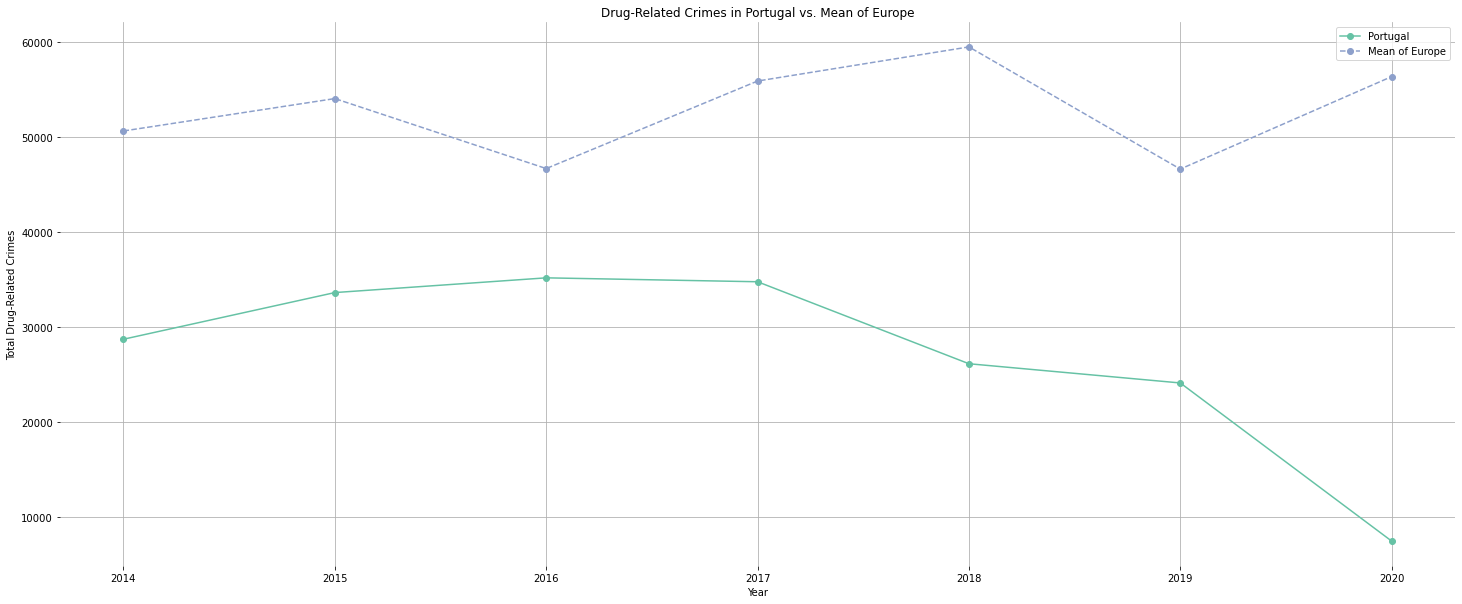 Drug-Related Crimes in Portugal vs. Mean of Europe
Portugal
Mean of Europe
60000
50000
40000
30000
20000
10000
Total Drug-Related Crimes
2014 2015 2016 2017 2018 2019 2020
Year